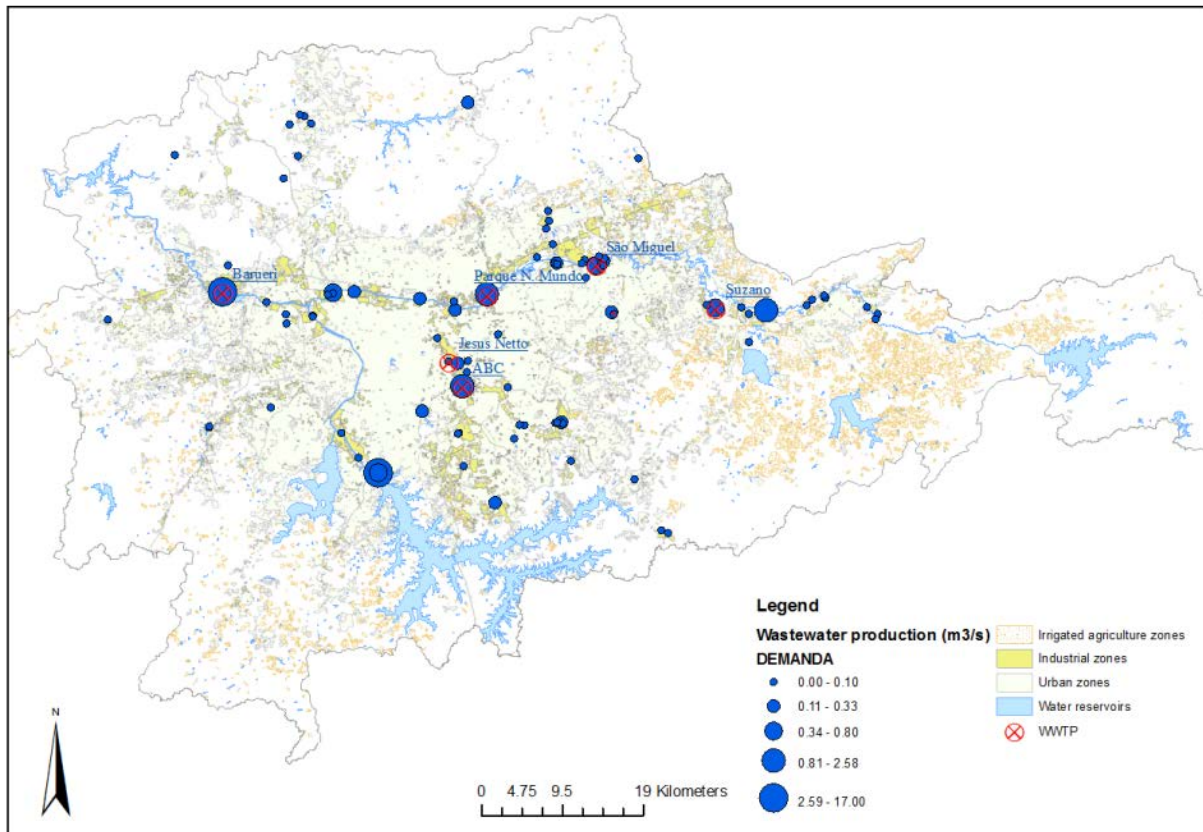 São Miguel
Barueri
Parque N. Mundo
Suzano
Jesus Netto
ABC
Legend
Wastewater production (m3/s)
DEMANDA
0.00 - 0.10
0.11 - 0.33
0.34 - 0.80
0.81 - 2.58
2.59 - 17.00
Irrigated agriculture zones
Industrial zones
Urban zones
Water reservoirs
WWTP
N
0 4.75 9.5 19 Kilometers